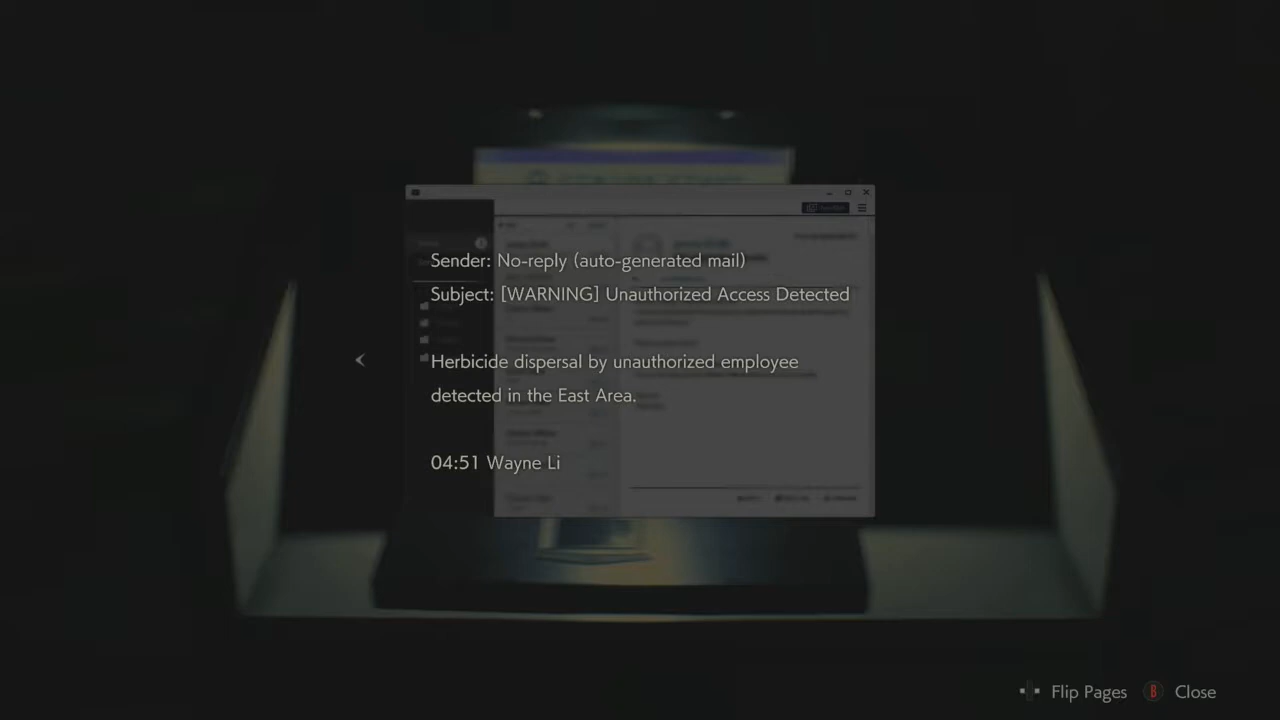 Sender: No-reply (auto-generated mail)
Subject: [WARNING] Unauthorized Access Detected
Herbicide dispersal by unauthorized employee
detected in the East Area.
04:51 Wayne Li
Flip Pages B Close